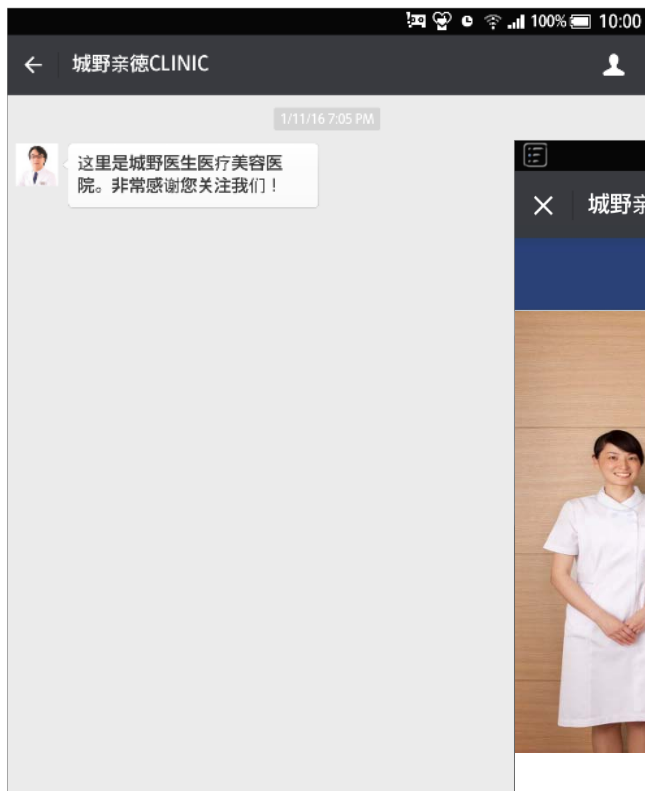 100% 10:00
城野亲徳CLINIC
1/11/16 7:05 PM
这里是城野医生医疗美容医
院。非常感谢您关注我们！
城野亲